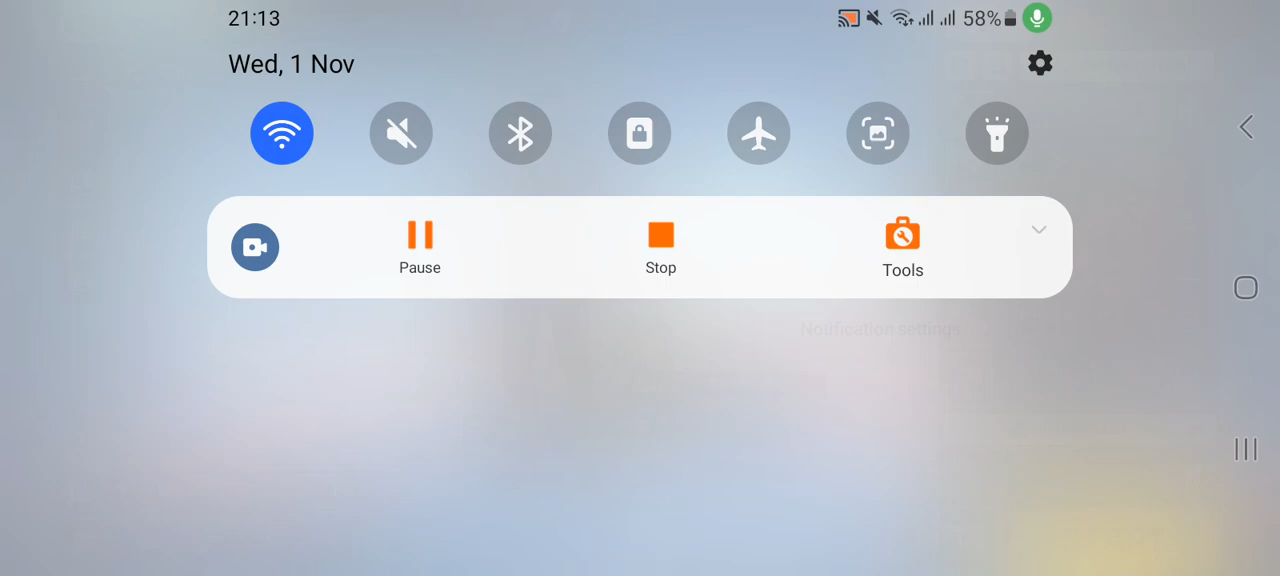 21:13
58%
Wed, 1 Nov
Pause
Stop
Tools
Notification settings